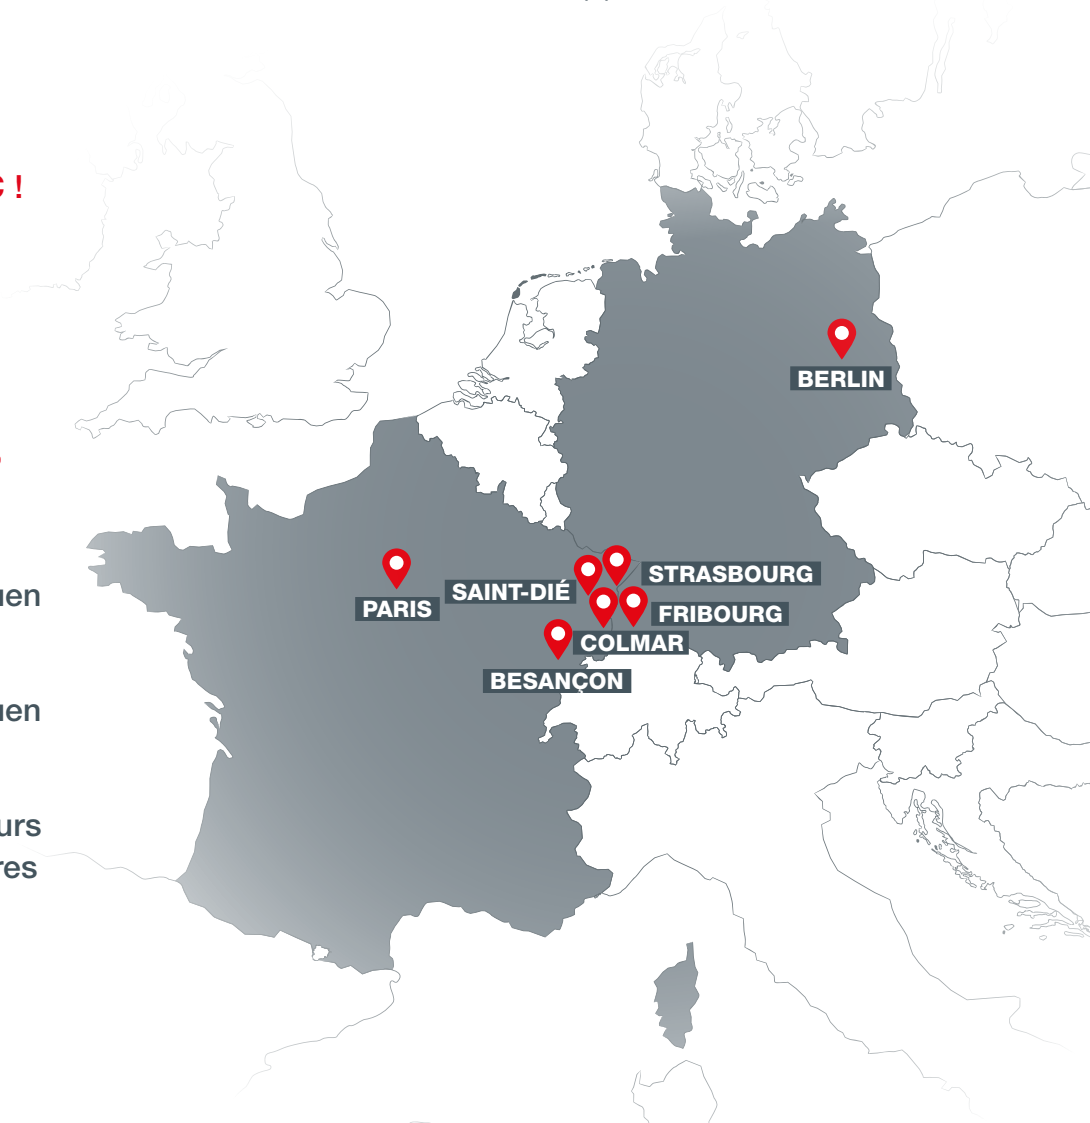 !
BERLIN
STRASBOURG
SAINT-DIÉ
PARIS
FRIBOURG
COLMAR
BESANÇON
uen
uen
urs
res